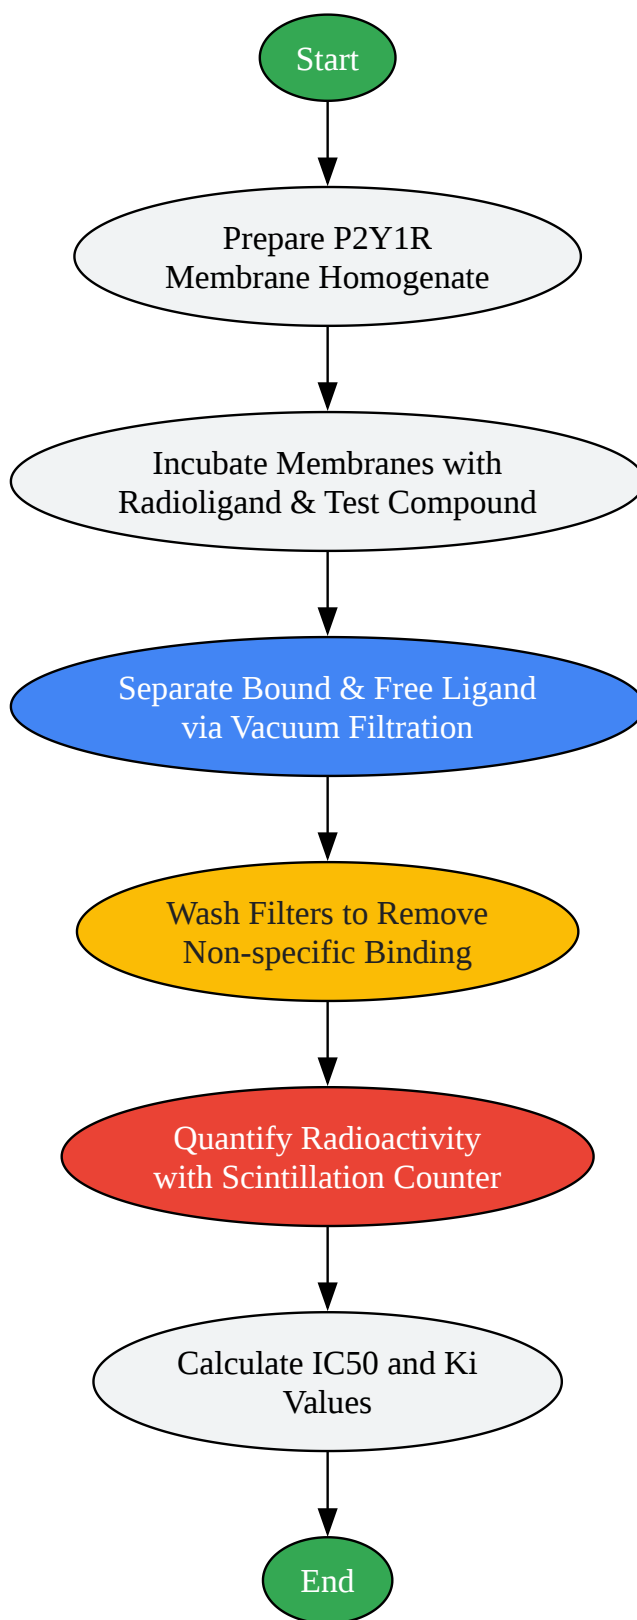 Start
Prepare P2Y1R
Membrane Homogenate
Incubate Membranes with
Radioligand & Test Compound
Separate Bound & Free Ligand
via Vacuum Filtration
Wash Filters to Remove
Non-specific Binding
Quantify Radioactivity
with Scintillation Counter
Calculate IC50 and Ki
Values
End